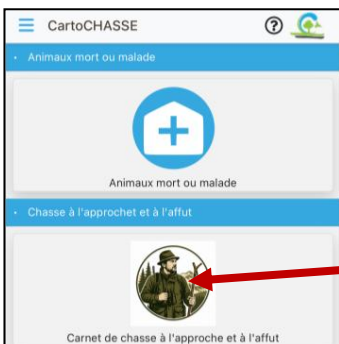 CartoCHASSE
• Animaux mort ou malade
Animaux mort ou malade
• Chasse à l'approchet et à l'affut
Carnet de chasse à l'approche et à l'affut